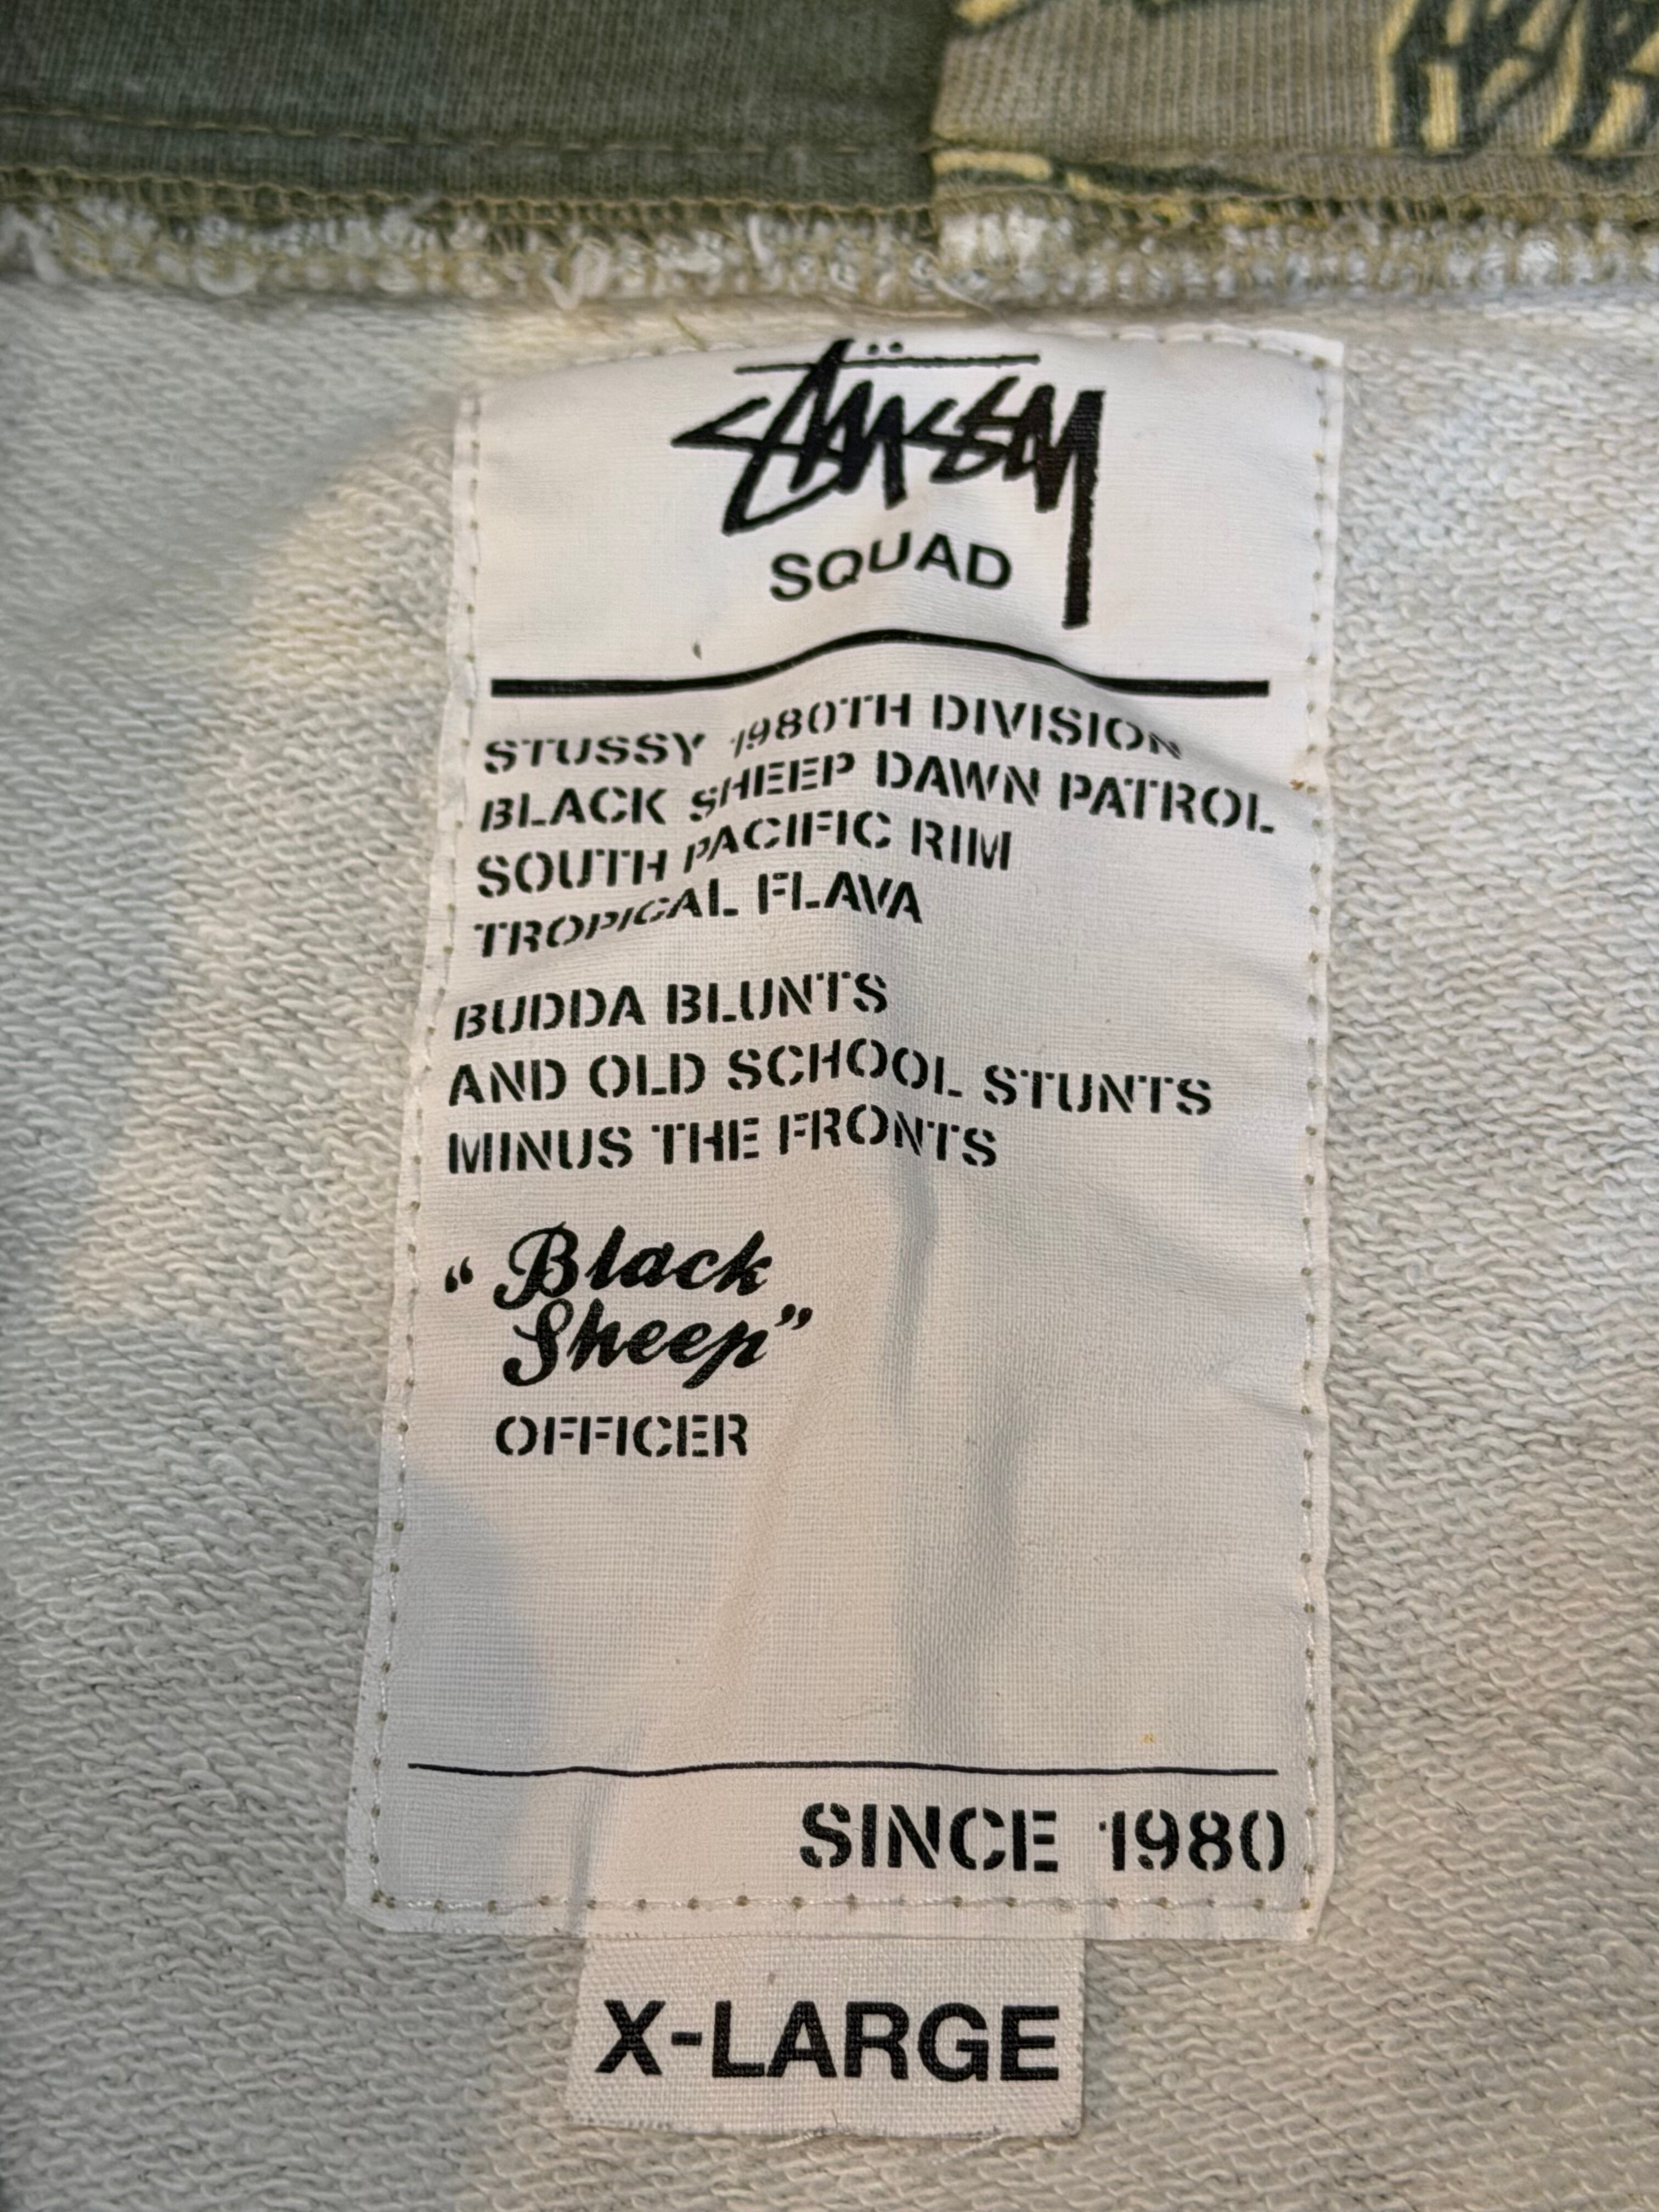 Stüssy
SQUAD
STUSSY 1980TH DIVISION
BLACK SHEEP DAWN PATROL
SOUTH PACIFIC RIM
TROPICAL FLAVA
BUDDA BLUNTS
AND OLD SCHOOL STUNTS
MINUS THE FRONTS
“Black
Sheep”
OFFICER
SINCE 1980
X-LARGE